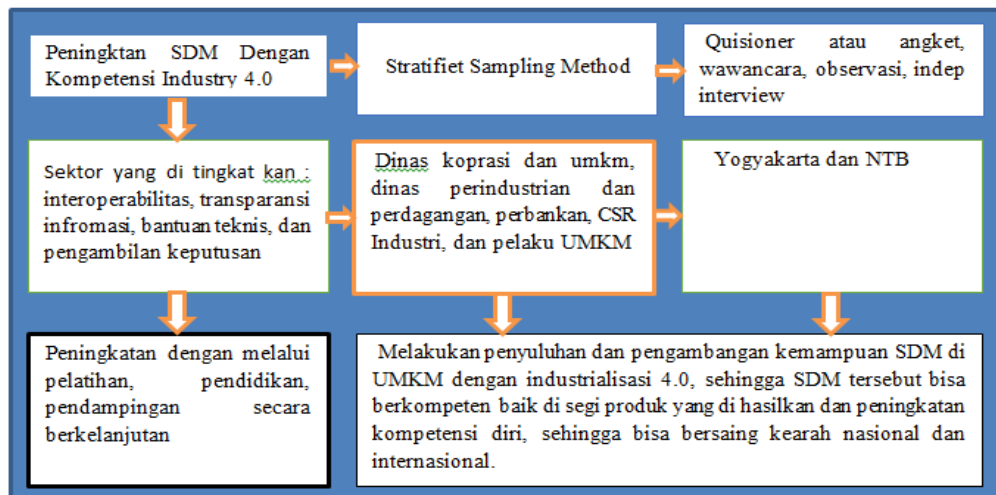 Peningktan SDM Dengan
Kompetensi Industry 4.0
Stratifiet Sampling Method
Quisioner atau angket,
wawancara, observasi, indep
interview
Sektor yang di tingkat kan :
interoperabilitas, transparansi
infromasi, bantuan teknis, dan
pengambilan keputusan
Dinas koprasi dan umkm,
dinas perindustrian dan
perdagangan, perbankan, CSR
Industri, dan pelaku UMKM
Yogyakarta dan NTB
Peningkatan dengan melalui
pelatihan, pendidikan,
pendampingan secara
berkelanjutan
Melakukan penyuluhan dan pengambangan kemampuan SDM di
UMKM dengan industrialisasi 4.0, sehingga SDM tersebut bisa
berkompeten baik di segi produk yang di hasilkan dan peningkatan
kompetensi diri, sehingga bisa bersaing kearah nasional dan
internasional.